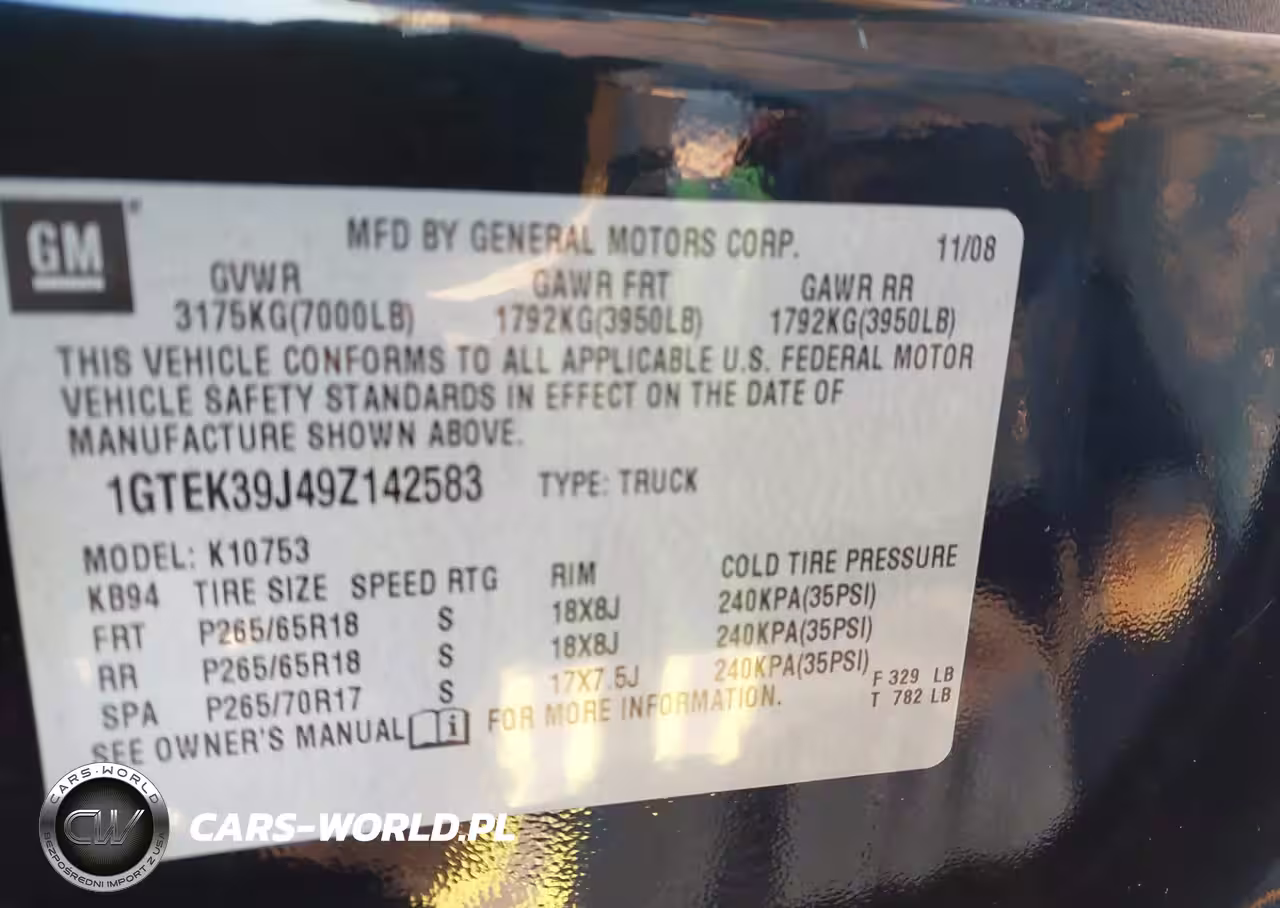 GM
MFD BY GENERAL MOTORS CORP. 11/08
GVWR GAWR FRT GAWR RR
3175KG(7000LB) 1792KG(3950LB) 1792KG(3950LB)
THIS VEHICLE CONFORMS TO ALL APPLICABLE U.S. FEDERAL MOTOR
VEHICLE SAFETY STANDARDS IN EFFECT ON THE DATE OF
MANUFACTURE SHOWN ABOVE.
1GTEK39J49Z142583 TYPE: TRUCK
MODEL: K10753
KB94 TIRE SIZE SPEED RTG RIM COLD TIRE PRESSURE
FRT P265/65R18 S 18X8J 240KPA(35PSI)
RR P265/65R18 S 18X8J 240KPA(35PSI)
SPA P265/70R17 S 17X7.5J 240KPA(35PSI)
F 329 LB
T 782 LB
SEE OWNER'S MANUAL i FOR MORE INFORMATION.
CARS-WORLD
CW
BEZPOŚREDNI IMPORT Z USA
CARS-WORLD.PL